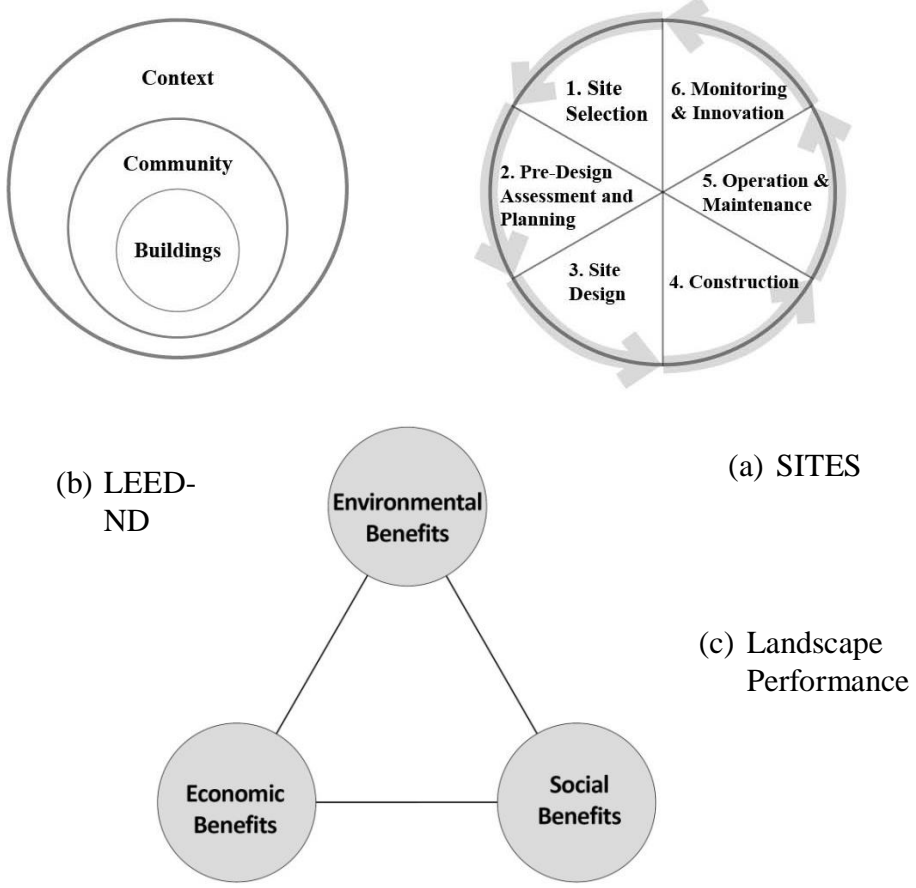 Context
Community
Buildings
1. Site
Selection
6. Monitoring
& Innovation
2. Pre-Design
Assessment and
Planning
5. Operation &
Maintenance
3. Site
Design
4. Construction
(b) LEED-
ND
(a) SITES
Environmental
Benefits
(c) Landscape
Performance
Economic
Benefits
Social
Benefits